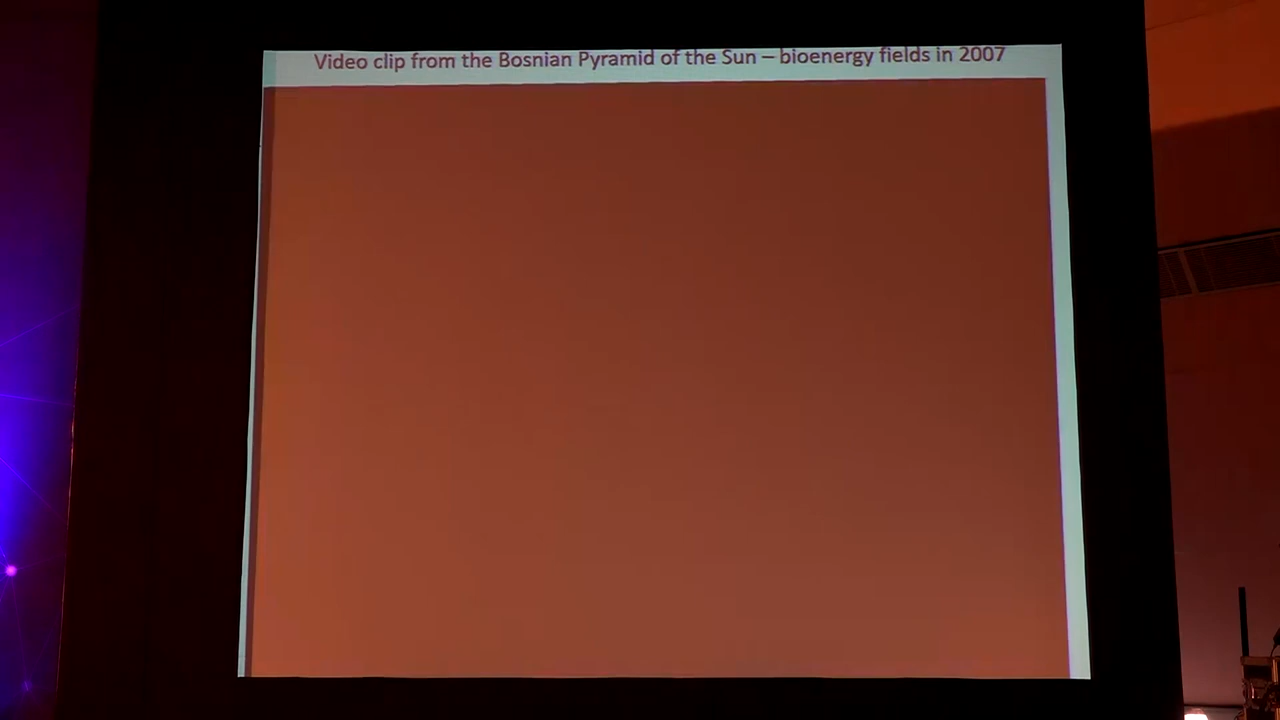 Video clip from the Bosnian Pyramid of the Sun – bioenergy fields in 2007